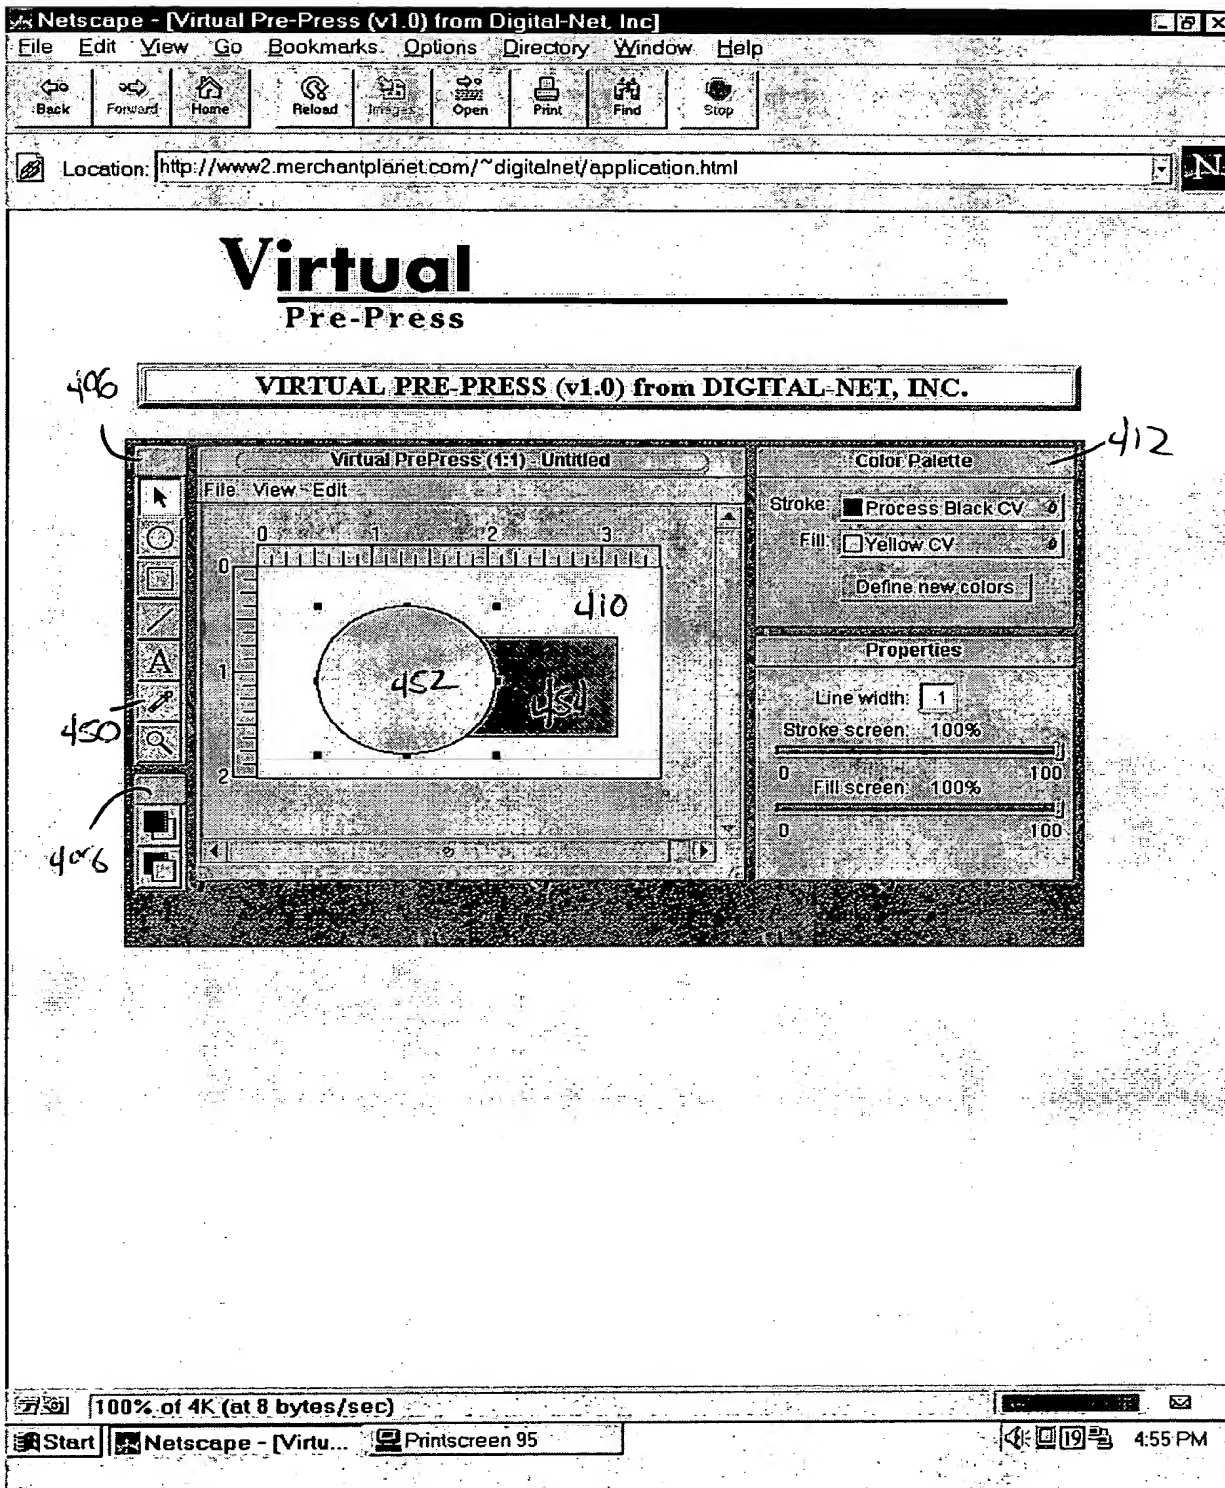 Netscape - [Virtual Pre-Press (v1.0) from Digital-Net, Inc]
File Edit View Go Bookmarks Options Directory Window Help
Back Forward Home Reload Images Open Print Find Stop
Location: http://www2.merchantplanet.com/~digitalnet/application.html
N
Virtual
Pre-Press
406
VIRTUAL PRE-PRESS (v1.0) from DIGITAL-NET, INC.
412
Virtual PrePress (1:1) - Untitled
Color Palette
File View Edit
Stroke: Process Black CV
0 1 2 3
Fill: Yellow CV
0
Define new colors
410
Properties
A
1
452
454
Line width: 1
450
Stroke screen: 100%
0 100
2
Fill screen: 100%
0 100
406
100% of 4K (at 8 bytes/sec)
Start Netscape - [Virtu... Printscreen 95 19 4:55 PM